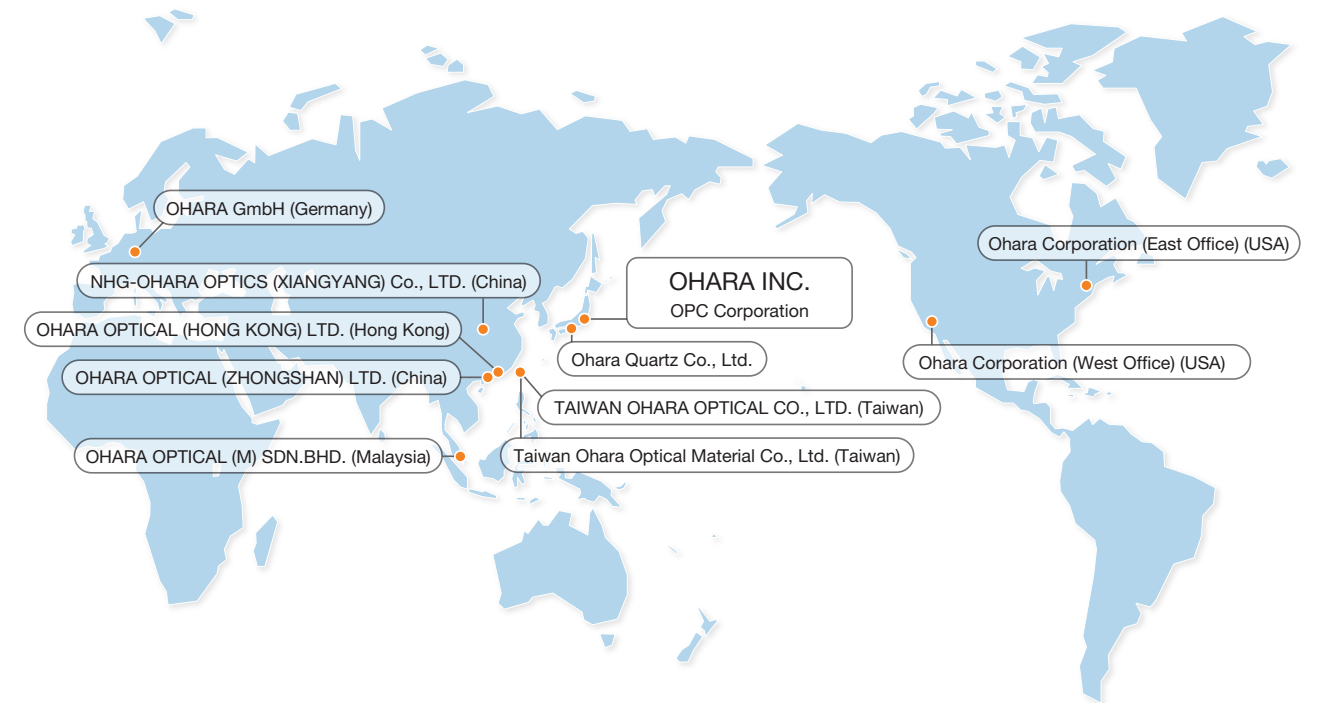 OHARA GmbH (Germany)
Ohara Corporation (East Office) (USA)
NHG-OHARA OPTICS (XIANGYANG) Co., LTD. (China)
OHARA INC.
OPC Corporation
OHARA OPTICAL (HONG KONG) LTD. (Hong Kong)
Ohara Quartz Co., Ltd.
Ohara Corporation (West Office) (USA)
OHARA OPTICAL (ZHONGSHAN) LTD. (China)
TAIWAN OHARA OPTICAL CO., LTD. (Taiwan)
OHARA OPTICAL (M) SDN.BHD. (Malaysia)
Taiwan Ohara Optical Material Co., Ltd. (Taiwan)